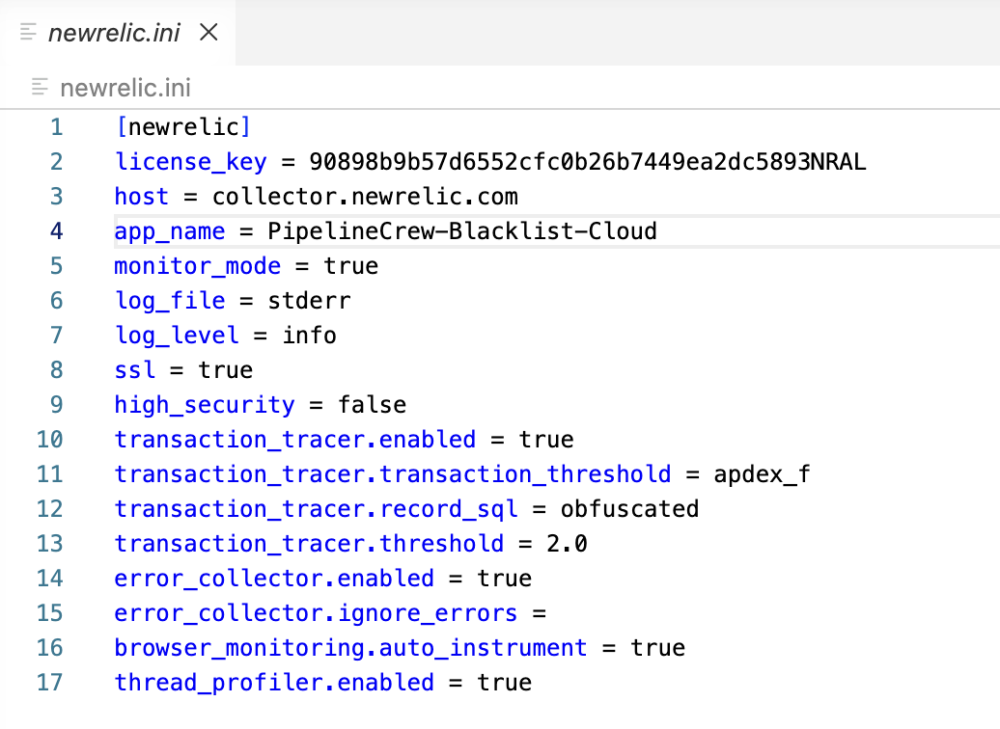 newrelic.ini
newrelic.ini
1 [newrelic]
2 license_key = 90898b9b57d6552cfc0b26b7449ea2dc5893NRAL
3 host = collector.newrelic.com
4 app_name = PipelineCrew-Blacklist-Cloud
5 monitor_mode = true
6 log_file = stderr
7 log_level = info
8 ssl = true
9 high_security = false
10 transaction_tracer.enabled = true
11 transaction_tracer.transaction_threshold = apdex_f
12 transaction_tracer.record_sql = obfuscated
13 transaction_tracer.threshold = 2.0
14 error_collector.enabled = true
15 error_collector.ignore_errors =
16 browser_monitoring.auto_instrument = true
17 thread_profiler.enabled = true